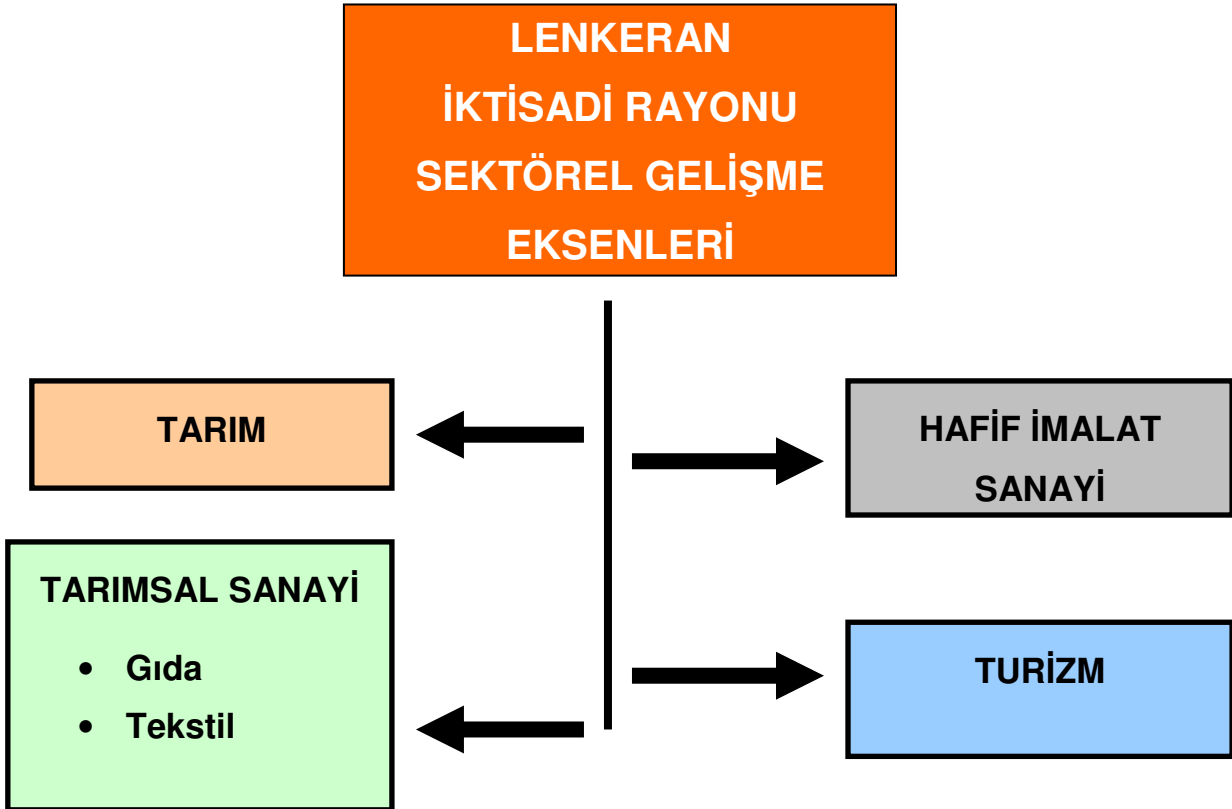 LENKERAN
İKTİSADİ RAYONU
SEKTÖREL GELİŞME
EKSENLERİ
TARIM
HAFİF İMALAT
SANAYİ
TARIMSAL SANAYİ
• Gıda
• Tekstil
TURİZM